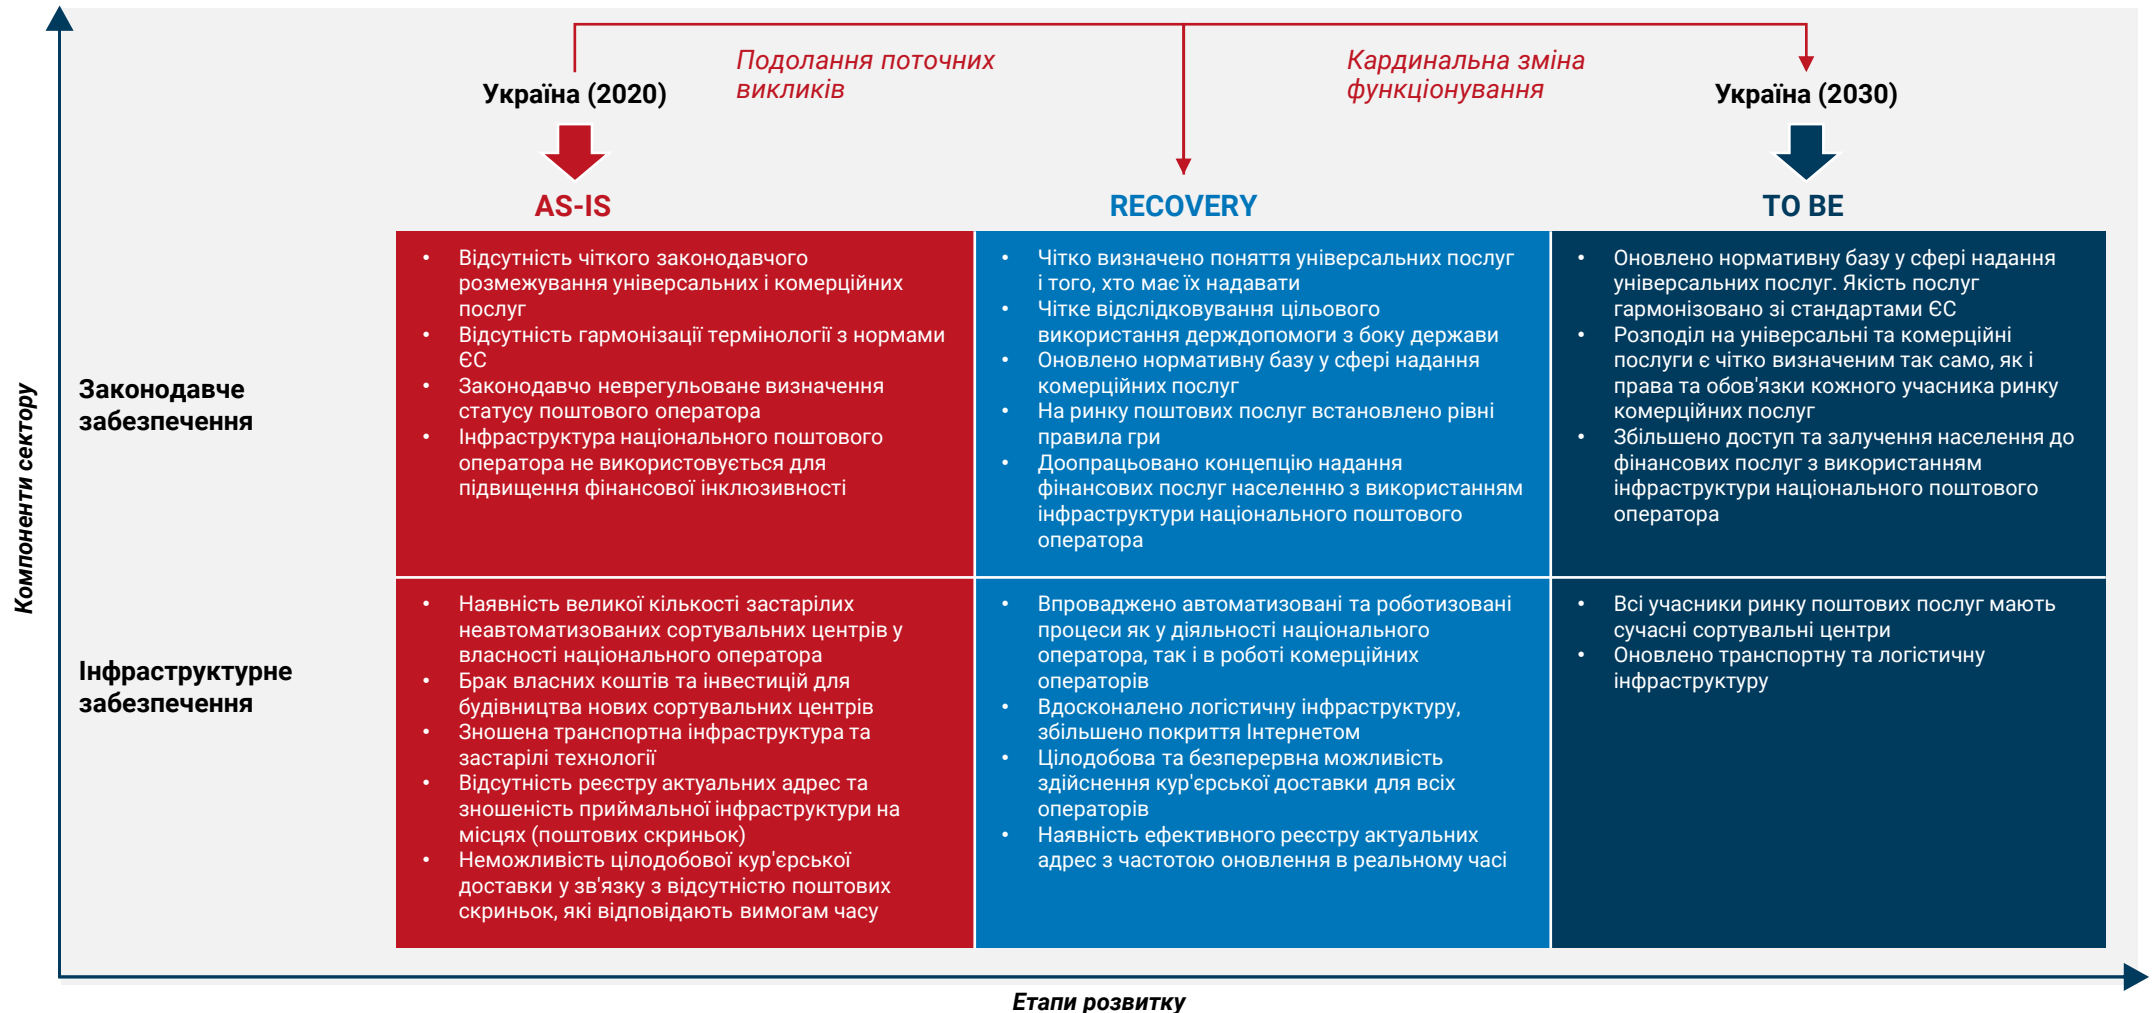 Подолання поточних
викликів
Кардинальна зміна
функціонування
Україна (2020)
Україна (2030)
AS-IS
RECOVERY
TO BE
Компоненти сектору
Законодавче
забезпечення
• Відсутність чіткого законодавчого
розмежування універсальних і комерційних
послуг
• Відсутність гармонізації термінології з нормами
ЄС
• Законодавчо неврегульоване визначення
статусу поштового оператора
• Інфраструктура національного поштового
оператора не використовується для
підвищення фінансової інклюзивності
• Чітко визначено поняття універсальних послуг
і того, хто має їх надавати
• Чітке відслідковування цільового
використання держдопомоги з боку держави
• Оновлено нормативну базу у сфері надання
комерційних послуг
• На ринку поштових послуг встановлено рівні
правила гри
• Доопрацьовано концепцію надання
фінансових послуг населенню з використанням
інфраструктури національного поштового
оператора
• Оновлено нормативну базу у сфері надання
універсальних послуг. Якість послуг
гармонізовано зі стандартами ЄС
• Розподіл на універсальні та комерційні
послуги є чітко визначеним так само, як і
права та обов'язки кожного учасника ринку
комерційних послуг
• Збільшено доступ та залучення населення до
фінансових послуг з використанням
інфраструктури національного поштового
оператора
Інфраструктурне
забезпечення
• Наявність великої кількості застарілих
неавтоматизованих сортувальних центрів у
власності національного оператора
• Брак власних коштів та інвестицій для
будівництва нових сортувальних центрів
• Зношена транспортна інфраструктура та
застарілі технології
• Відсутність реєстру актуальних адрес та
зношеність приймальної інфраструктури на
місцях (поштових скриньок)
• Неможливість цілодобової кур'єрської
доставки у зв'язку з відсутністю поштових
скриньок, які відповідають вимогам часу
• Впроваджено автоматизовані та роботизовані
процеси як у діяльності національного
оператора, так і в роботі комерційних
операторів
• Вдосконалено логістичну інфраструктуру,
збільшено покриття Інтернетом
• Цілодобова та безперервна можливість
здійснення кур'єрської доставки для всіх
операторів
• Наявність ефективного реєстру актуальних
адрес з частотою оновлення в реальному часі
• Всі учасники ринку поштових послуг мають
сучасні сортувальні центри
• Оновлено транспортну та логістичну
інфраструктуру
Етапи розвитку